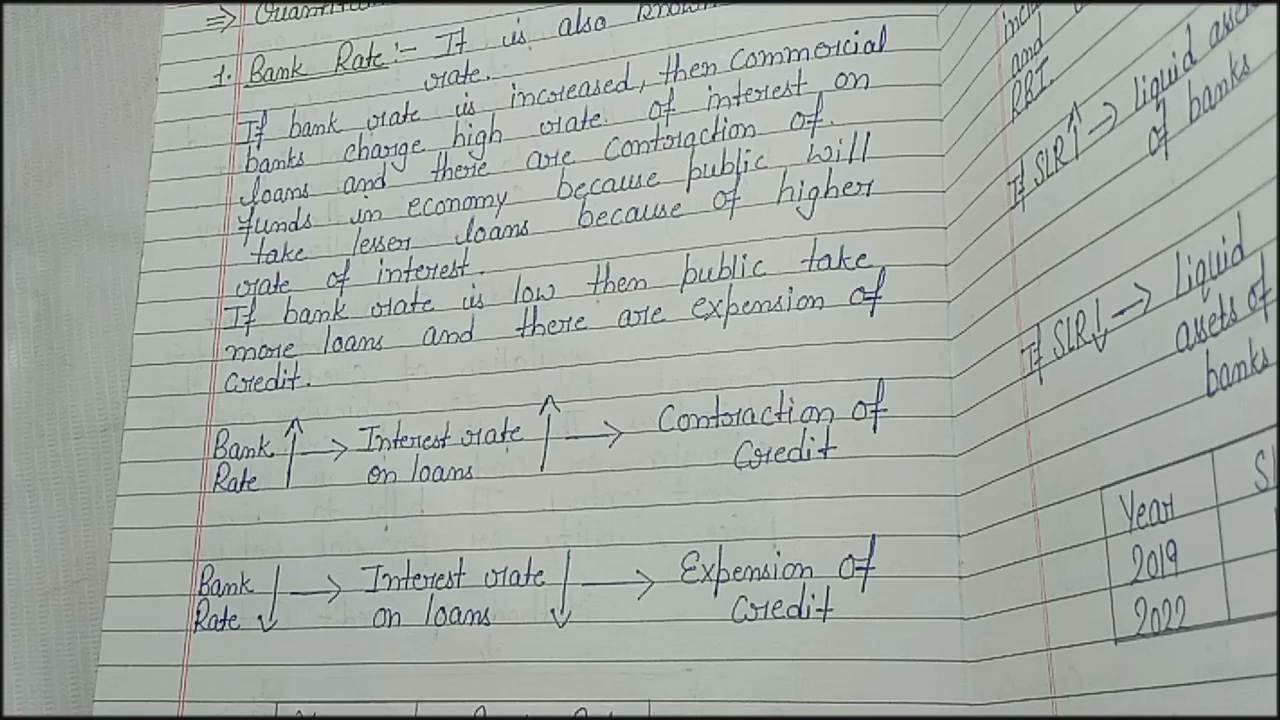 ⇒ Quantit
1. Bank Rate :- It is also known
rate.
If bank rate is increased, then commercial
banks charge high rate of interest on
loans and there are contraction of
funds in economy because public will
take lesser loans because of higher
rate of interest.
If bank rate is low then public take
more loans and there are expension of
credit.
Bank Rate ↑ → Interest rate on loans ↑ → Contraction of Credit
Bank Rate ↓ → Interest rate on loans ↓ → Expension of Credit
and
RBI.
If SLR ↑ → liquid assets
of banks
If SLR ↓ → liquid
assets of
banks
Year
2019
2022